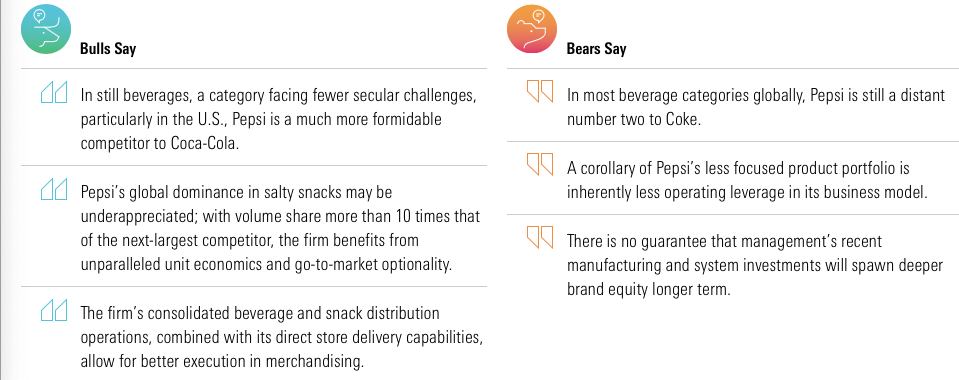 Bulls Say
In still beverages, a category facing fewer secular challenges,
particularly in the U.S., Pepsi is a much more formidable
competitor to Coca-Cola.
Pepsi's global dominance in salty snacks may be
underappreciated; with volume share more than 10 times that
of the next-largest competitor, the firm benefits from
unparalleled unit economics and go-to-market optionality.
The firm's consolidated beverage and snack distribution
operations, combined with its direct store delivery capabilities,
allow for better execution in merchandising.
Bears Say
In most beverage categories globally, Pepsi is still a distant
number two to Coke.
A corollary of Pepsi's less focused product portfolio is
inherently less operating leverage in its business model.
There is no guarantee that management's recent
manufacturing and system investments will spawn deeper
brand equity longer term.